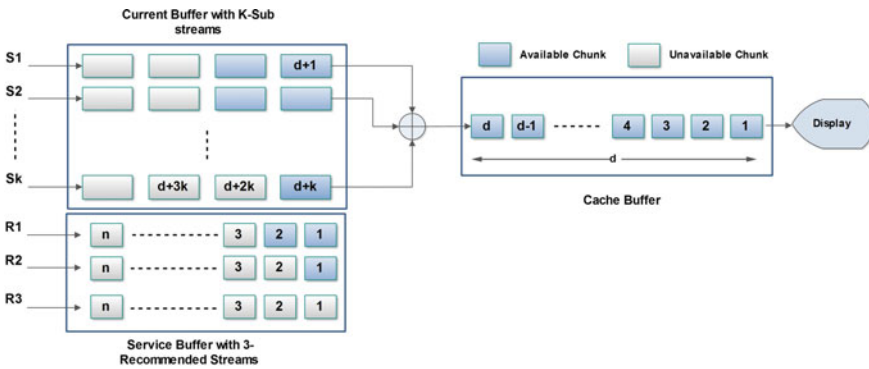 Current Buffer with K-Sub
streams
S1
d+1
S2
Sk
d+3k d+2k d+k
Available Chunk Unavailable Chunk
d d-1 4 3 2 1
d
Display
Cache Buffer
R1
n 3 2 1
R2
n 3 2 1
R3
n 3 2 1
Service Buffer with 3-
Recommended Streams